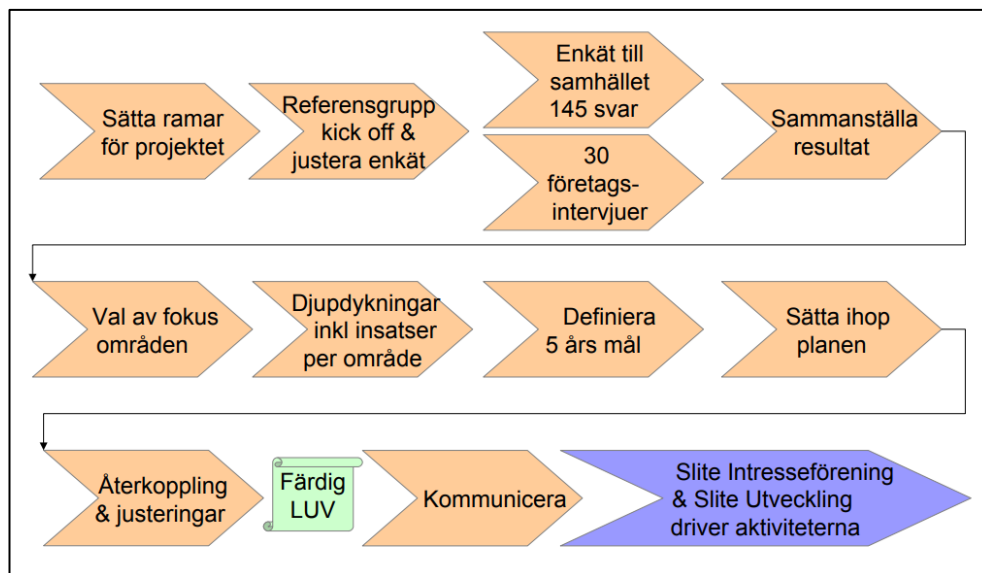 Sätta ramar
för projektet
Referensgrupp
kick off &
justera enkät
Enkät till
samhället
145 svar
30
företags-
intervjuer
Sammanställa
resultat
Val av fokus
områden
Djupdykningar
inkl insatser
per område
Definiera
5 års mål
Sätta ihop
planen
Återkoppling
& justeringar
Färdig
LUV
Kommunicera
Slite Intresseförening
& Slite Utveckling
driver aktiviteterna